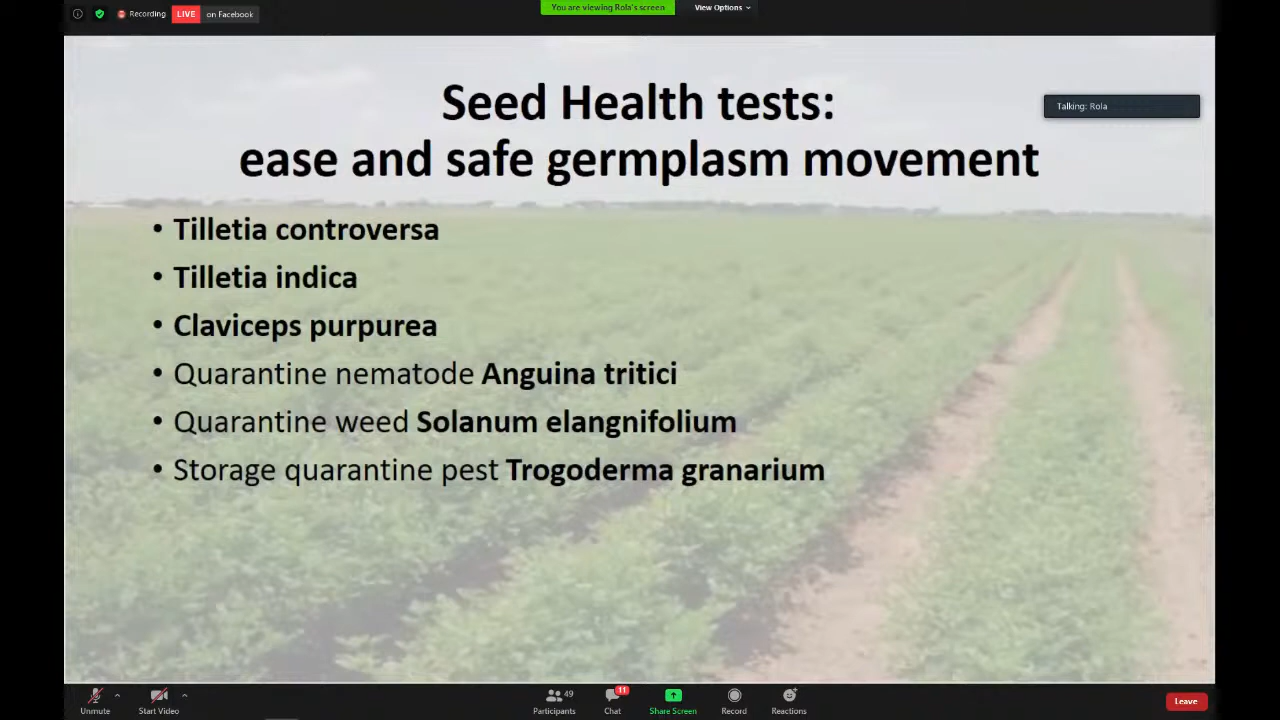 Recording LIVE on Facebook
You are viewing Rola's screen View Options
Talking: Rola
Seed Health tests:
ease and safe germplasm movement
• Tilletia controversa
• Tilletia indica
• Claviceps purpurea
• Quarantine nematode Anguina tritici
• Quarantine weed Solanum elangnifolium
• Storage quarantine pest Trogoderma granarium
Unmute
Start Video
49
Participants
11
Chat
Share Screen
Record
Reactions
Leave